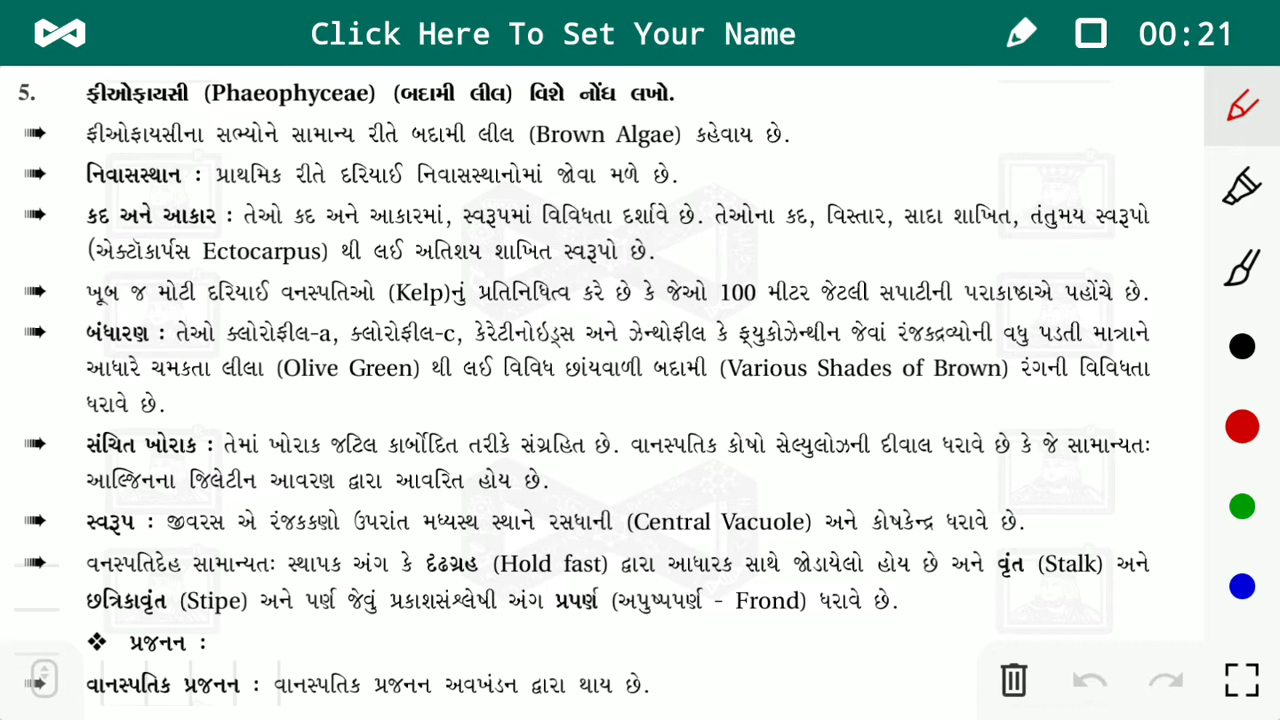 Click Here To Set Your Name
00:21
5. ફીઓફાયસી (Phaeophyceae) (બદામી લીલ) વિશે નોંધ લખો.
ફીઓફાયસીના સભ્યોને સામાન્ય રીતે બદામી લીલ (Brown Algae) કહેવાય છે.
નિવાસસ્થાન : પ્રાથમિક રીતે દરિયાઈ નિવાસસ્થાનોમાં જોવા મળે છે.
કદ અને આકાર : તેઓ કદ અને આકારમાં, સ્વરૂપમાં વિવિધતા દર્શાવે છે. તેઓના કદ, વિસ્તાર, સાદા શાખિત, તંતુમય સ્વરૂપો
(એક્ટોકાર્પસ Ectocarpus) થી લઈ અતિશય શાખિત સ્વરૂપો છે.
ખૂબ જ મોટી દરિયાઈ વનસ્પતિઓ (Kelp)નું પ્રતિનિધિત્વ કરે છે કે જેઓ 100 મીટર જેટલી સપાટીની પરાકાષ્ઠાએ પહોંચે છે.
બંધારણ : તેઓ ક્લોરોફીલ-a, ક્લોરોફીલ-c, કેરેટીનોઇડ્સ અને ઝેન્થોફીલ કે ફ્યુકોઝેન્થીન જેવાં રંજકદ્રવ્યોની વધુ પડતી માત્રાને
આધારે ચમકતા લીલા (Olive Green) થી લઈ વિવિધ છાંયવાળી બદામી (Various Shades of Brown) રંગની વિવિધતા
ધરાવે છે.
સંચિત ખોરાક : તેમાં ખોરાક જટિલ કાર્બોદિત તરીકે સંગ્રહિત છે. વાનસ્પતિક કોષો સેલ્યુલોઝની દીવાલ ધરાવે છે કે જે સામાન્યતઃ
આલ્જિનના જિલેટીન આવરણ દ્વારા આવરિત હોય છે.
સ્વરૂપ : જીવરસ એ રંજકકણો ઉપરાંત મધ્યસ્થ સ્થાને રસધાની (Central Vacuole) અને કોષકેન્દ્ર ધરાવે છે.
વનસ્પતિદેહ સામાન્યતઃ સ્થાપક અંગ કે દૃઢગ્રહ (Hold fast) દ્વારા આધારક સાથે જોડાયેલો હોય છે અને વૃંત (Stalk) અને
છત્રિકાવૃંત (Stipe) અને પર્ણ જેવું પ્રકાશસંશ્લેષી અંગ પ્રપર્ણ (અપુષ્પપર્ણ - Frond) ધરાવે છે.
❖ પ્રજનન :
વાનસ્પતિક પ્રજનન : વાનસ્પતિક પ્રજનન અવખંડન દ્વારા થાય છે.